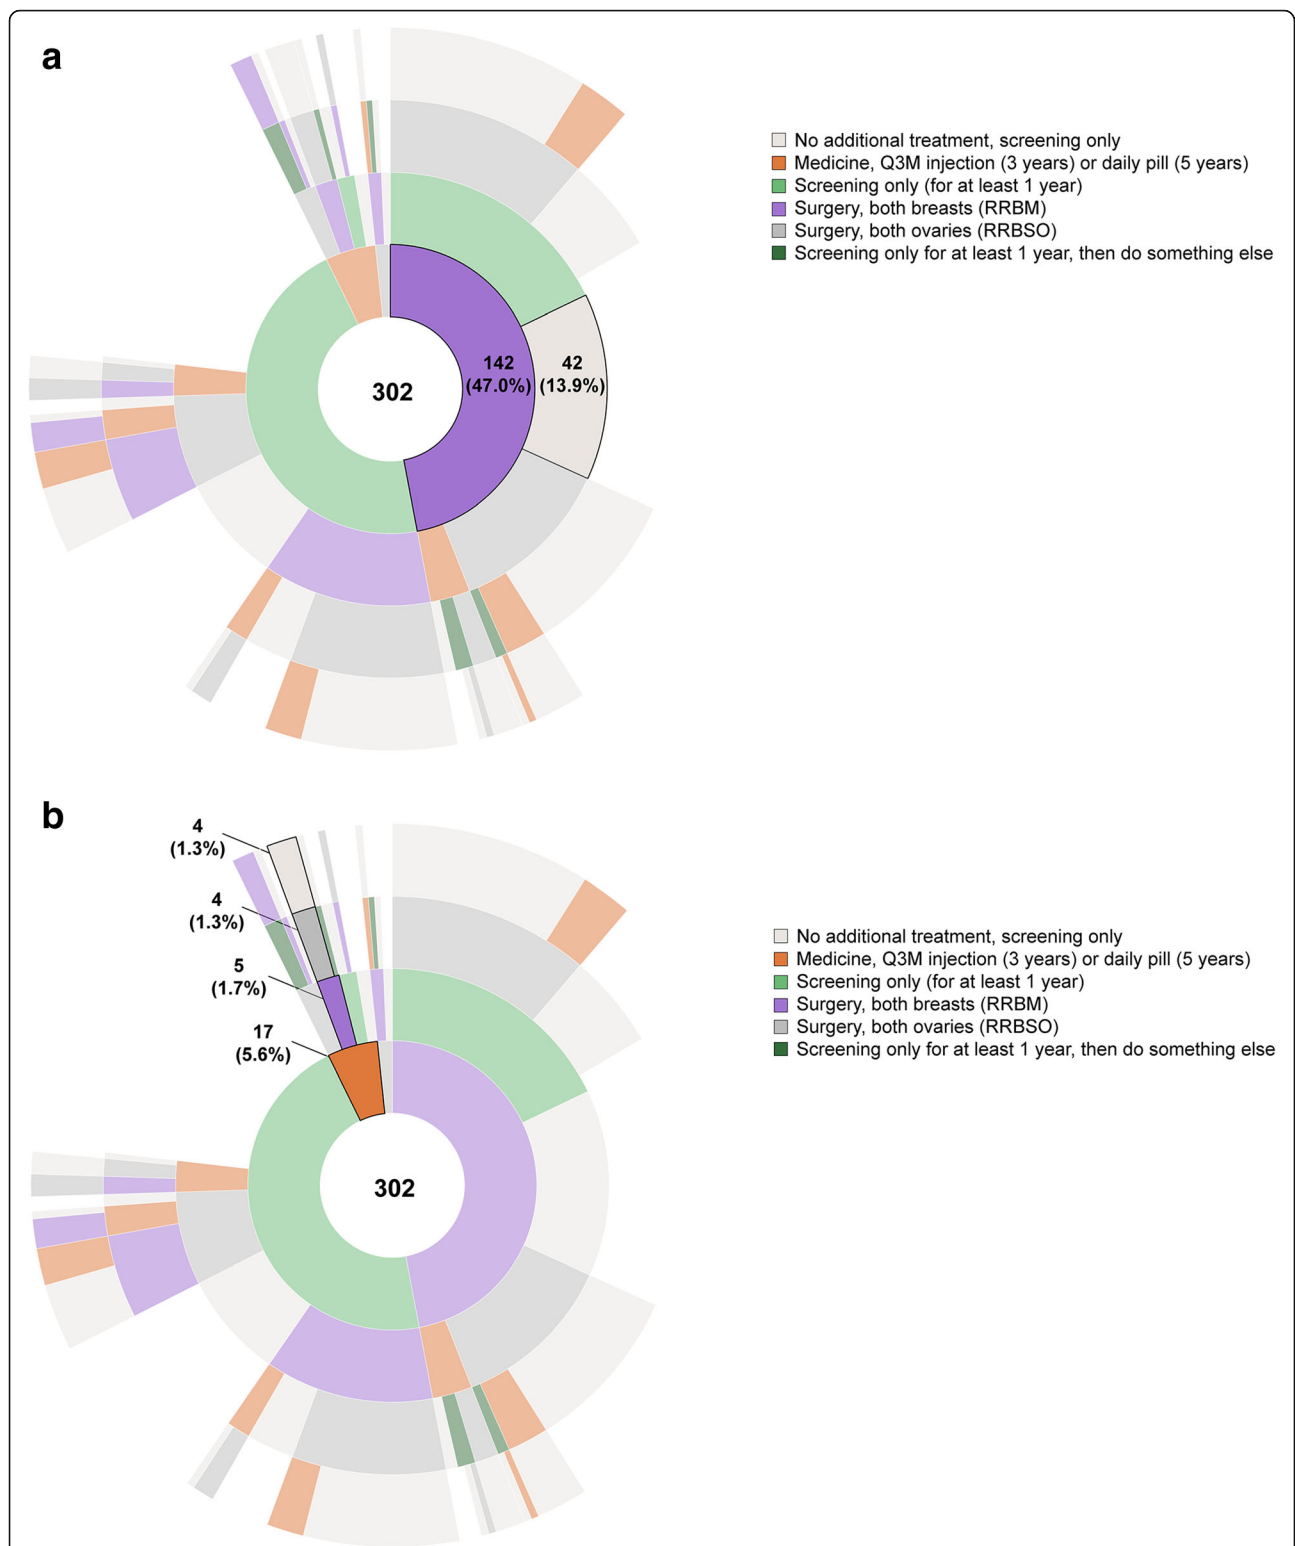 a
No additional treatment, screening only
Medicine, Q3M injection (3 years) or daily pill (5 years)
Screening only (for at least 1 year)
Surgery, both breasts (RRBM)
Surgery, both ovaries (RRBSO)
Screening only for at least 1 year, then do something else
142
(47.0%)
42
(13.9%)
302
b
4
(1.3%)
4
(1.3%)
5
(1.7%)
17
(5.6%)
No additional treatment, screening only
Medicine, Q3M injection (3 years) or daily pill (5 years)
Screening only (for at least 1 year)
Surgery, both breasts (RRBM)
Surgery, both ovaries (RRBSO)
Screening only for at least 1 year, then do something else
302